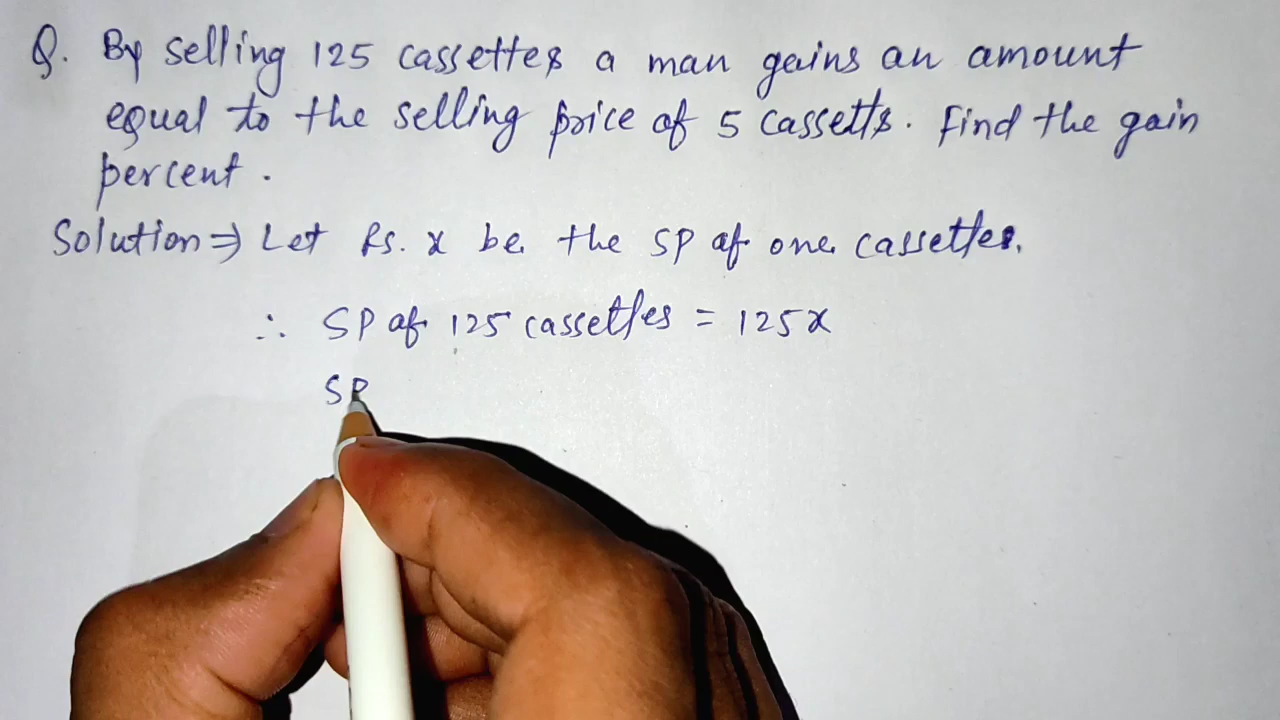 Q. By selling 125 cassettes a man gains an amount
equal to the selling price of 5 cassetts. Find the gain
percent.
Solution ⇒ Let Rs. x be the SP of one cassettes.
∴ SP of 125 cassettes = 125x
SP